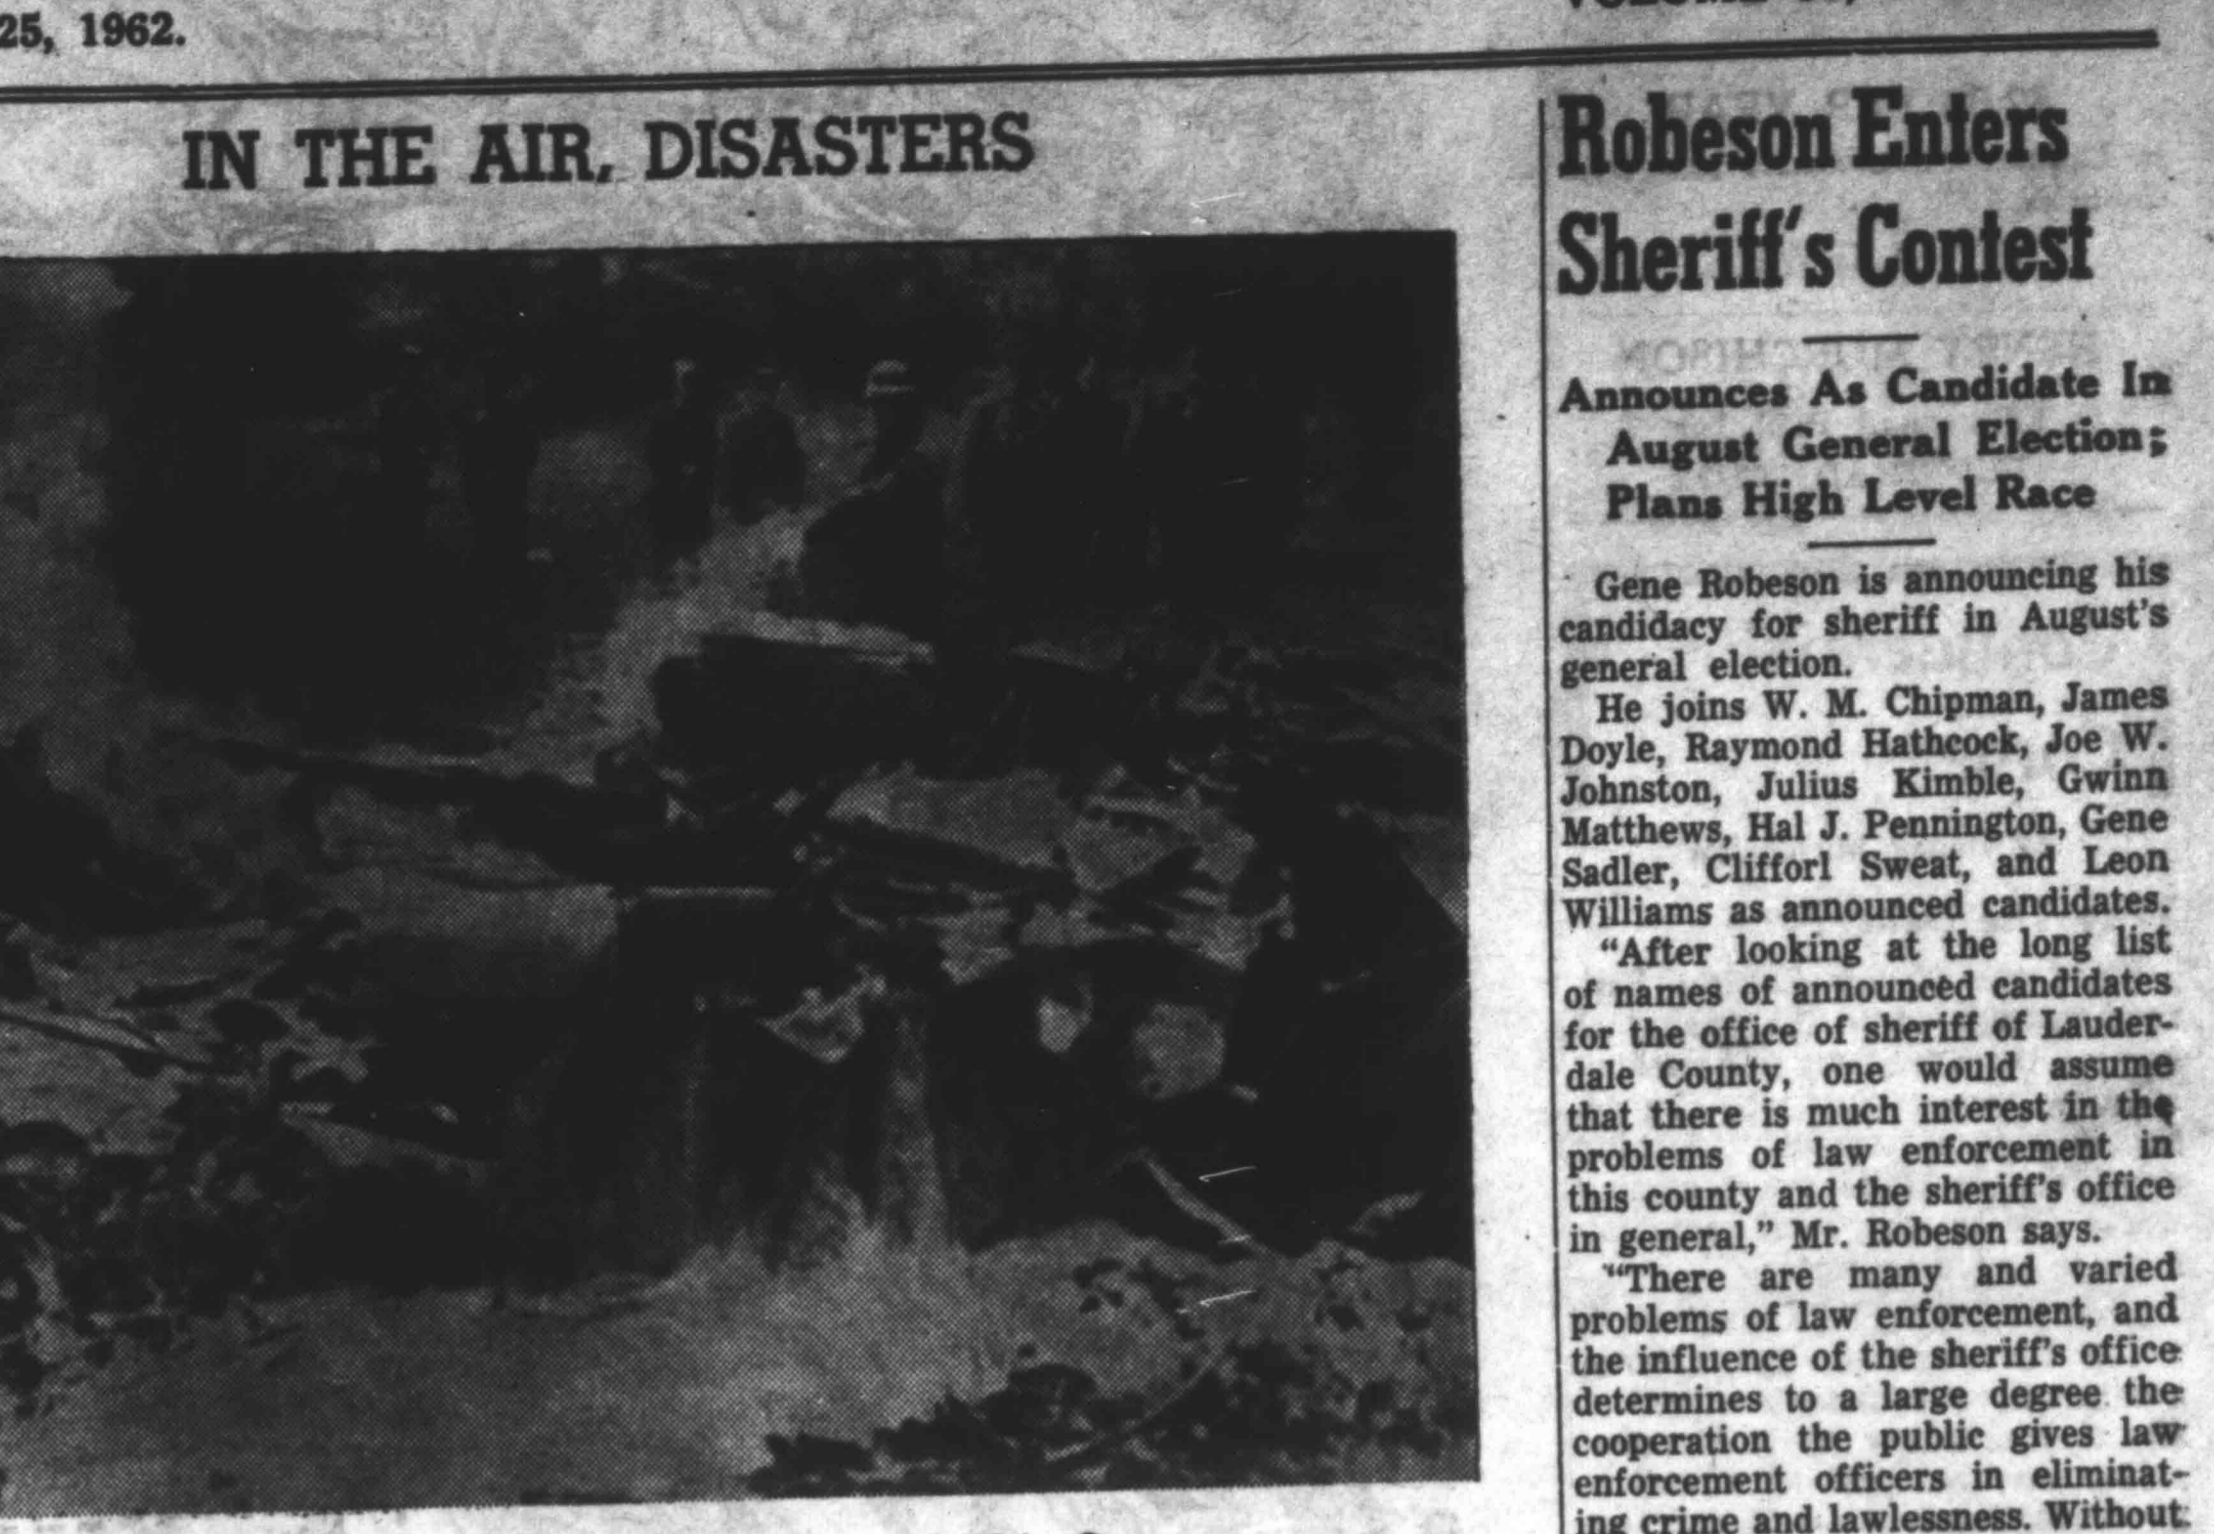 25, 1962.
IN THE AIR, DISASTERS
Robeson Enters
Sheriff's Contest
Announces As Candidate In
August General Election;
Plans High Level Race
Gene Robeson is announcing his
candidacy for sheriff in August's
general election.
He joins W. M. Chipman, James
Doyle, Raymond Hathcock, Joe W.
Johnston, Julius Kimble, Gwinn
Matthews, Hal J. Pennington, Gene
Sadler, Clifforl Sweat, and Leon
Williams as announced candidates.
"After looking at the long list
of names of announced candidates
for the office of sheriff of Lauder-
dale County, one would assume
that there is much interest in the
problems of law enforcement in
this county and the sheriff's office
in general," Mr. Robeson says.
"There are many and varied
problems of law enforcement, and
the influence of the sheriff's office
determines to a large degree the
cooperation the public gives law
enforcement officers in eliminat-
ing crime and lawlessness. Without